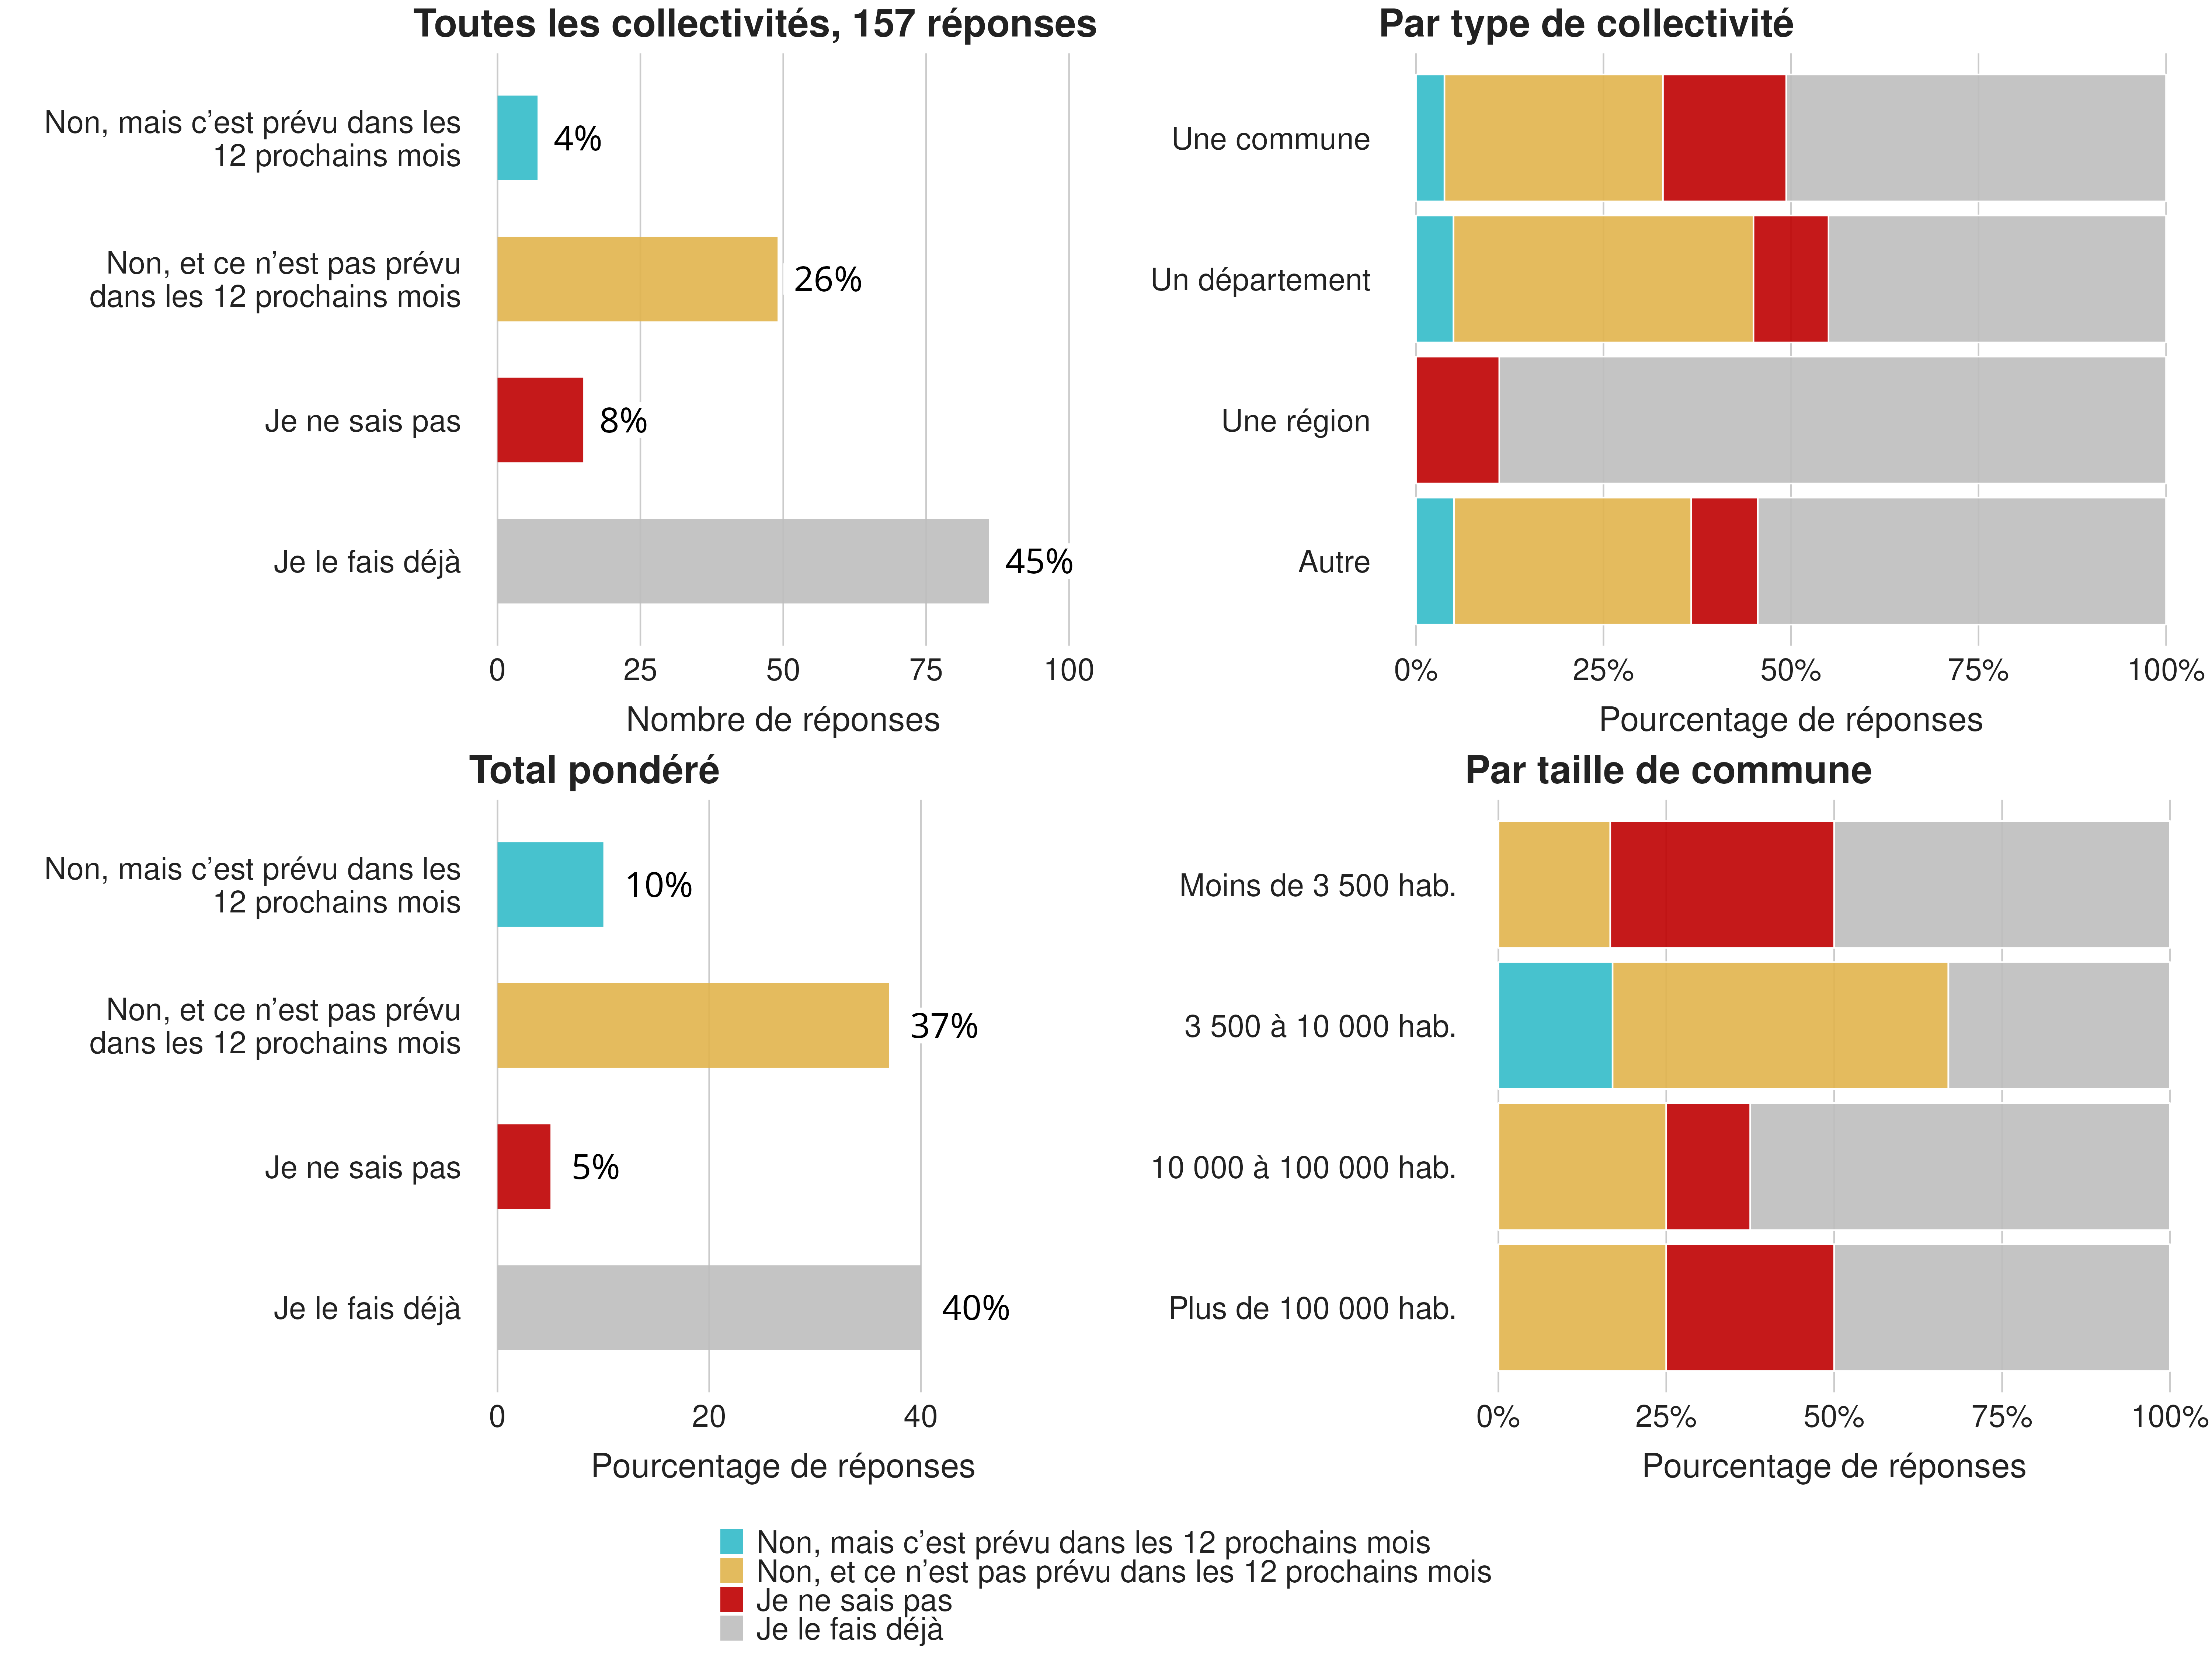 Toutes les collectivités, 157 réponses
Non, mais c’est prévu dans les
12 prochains mois
4%
Non, et ce n’est pas prévu
dans les 12 prochains mois
26%
Je ne sais pas
8%
Je le fais déjà
45%
0 25 50 75 100
Nombre de réponses
Par type de collectivité
Une commune
Un département
Une région
Autre
0% 25% 50% 75% 100%
Pourcentage de réponses
Total pondéré
Non, mais c’est prévu dans les
12 prochains mois
10%
Non, et ce n’est pas prévu
dans les 12 prochains mois
37%
Je ne sais pas
5%
Je le fais déjà
40%
0 20 40
Pourcentage de réponses
Par taille de commune
Moins de 3 500 hab.
3 500 à 10 000 hab.
10 000 à 100 000 hab.
Plus de 100 000 hab.
0% 25% 50% 75% 100%
Pourcentage de réponses
Non, mais c’est prévu dans les 12 prochains mois
Non, et ce n’est pas prévu dans les 12 prochains mois
Je ne sais pas
Je le fais déjà